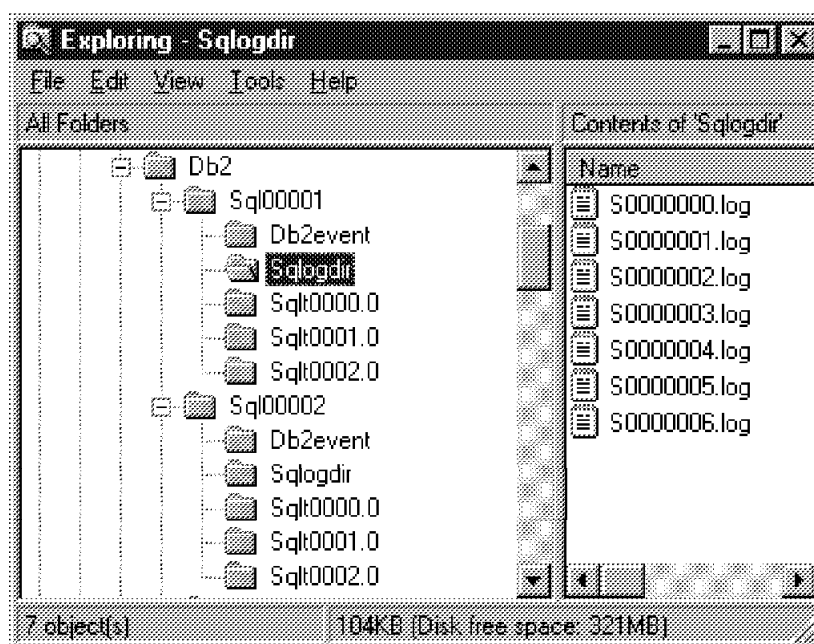 Exploring - Sqlogdir
File Edit View Tools Help
All Folders
Contents of 'Sqlogdir'
Db2
Sql00001
Db2event
Sqlogdir
Sqlt0000.0
Sqlt0001.0
Sqlt0002.0
Sql00002
Db2event
Sqlogdir
Sqlt0000.0
Sqlt0001.0
Sqlt0002.0
Name
S0000000.log
S0000001.log
S0000002.log
S0000003.log
S0000004.log
S0000005.log
S0000006.log
7 object(s)
104KB (Disk free space: 321MB)